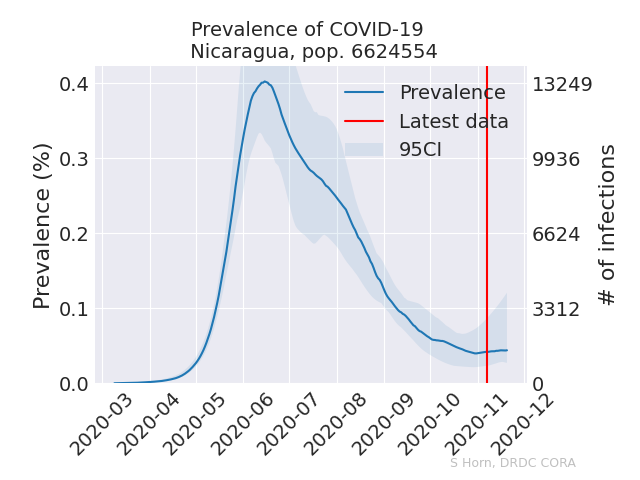 Prevalence of COVID-19
Nicaragua, pop. 6624554
Prevalence
Latest data
95CI
Prevalence (%)
0.4
0.3
0.2
0.1
0.0
13249
9936
6624
3312
0
# of infections
2020-03
2020-04
2020-05
2020-06
2020-07
2020-08
2020-09
2020-10
2020-11
2020-12
S Horn, DRDC CORA